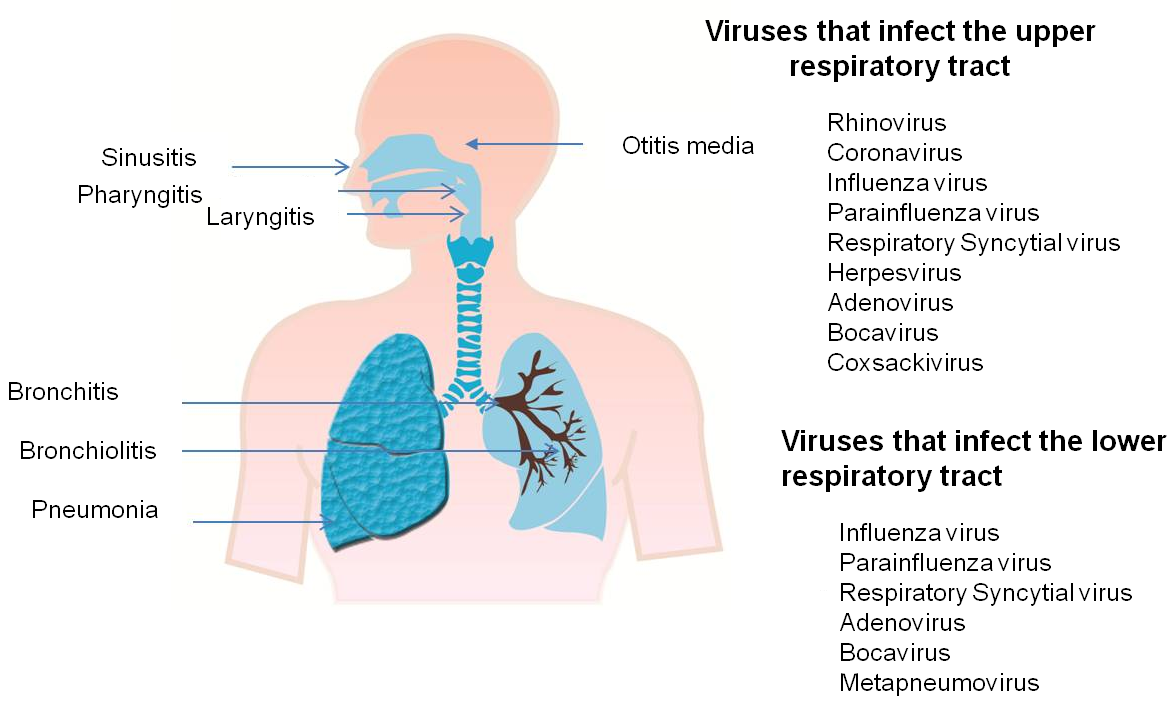 Viruses that infect the upper
respiratory tract
Rhinovirus
Coronavirus
Influenza virus
Parainfluenza virus
Respiratory Syncytial virus
Herpesvirus
Adenovirus
Bocavirus
Coxsackivirus
Otitis media
Sinusitis
Pharyngitis
Laryngitis
Bronchitis
Bronchiolitis
Pneumonia
Viruses that infect the lower
respiratory tract
Influenza virus
Parainfluenza virus
Respiratory Syncytial virus
Adenovirus
Bocavirus
Metapneumovirus